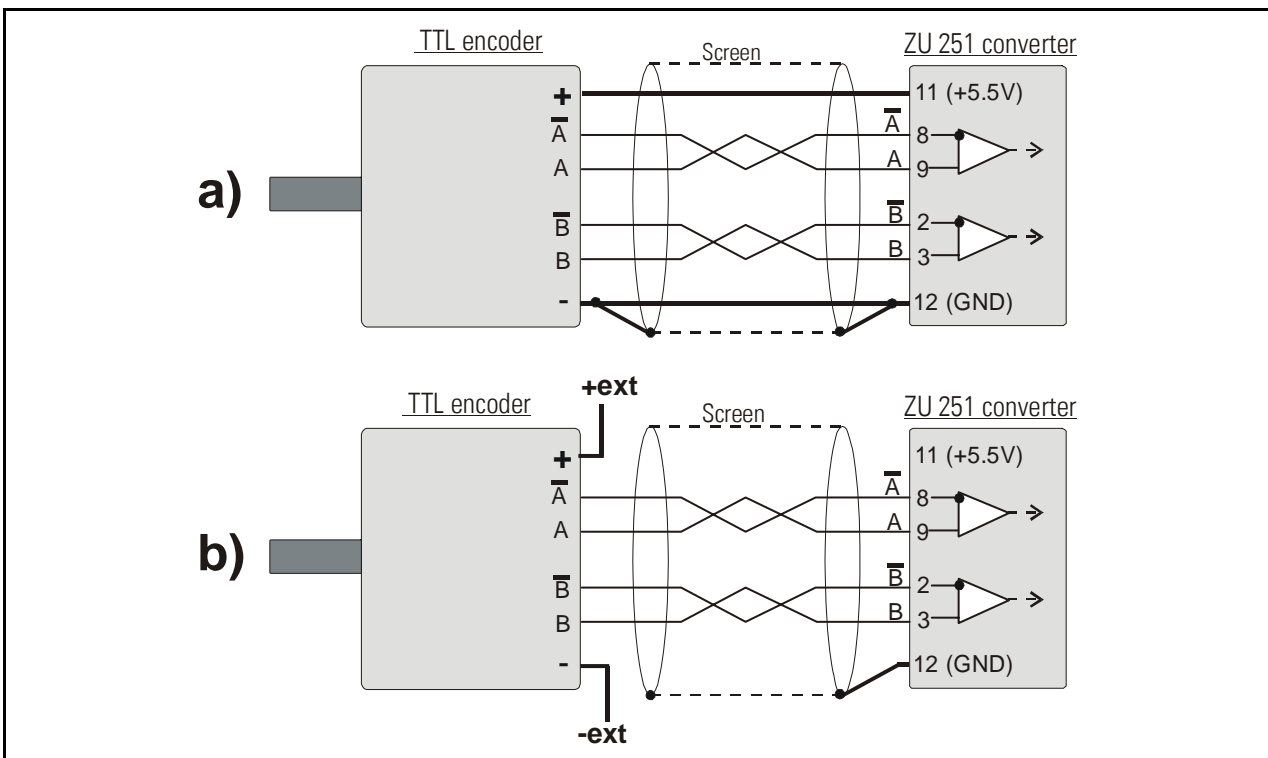 TTL encoder
Screen
ZU 251 converter
a)
+
11 (+5.5V)
A̅
A̅
8
A
A
9
B̅
B̅
2
B
B
3
-
12 (GND)
+ext
TTL encoder
Screen
ZU 251 converter
b)
+
11 (+5.5V)
A̅
A̅
8
A
A
9
B̅
B̅
2
B
B
3
-
12 (GND)
-ext